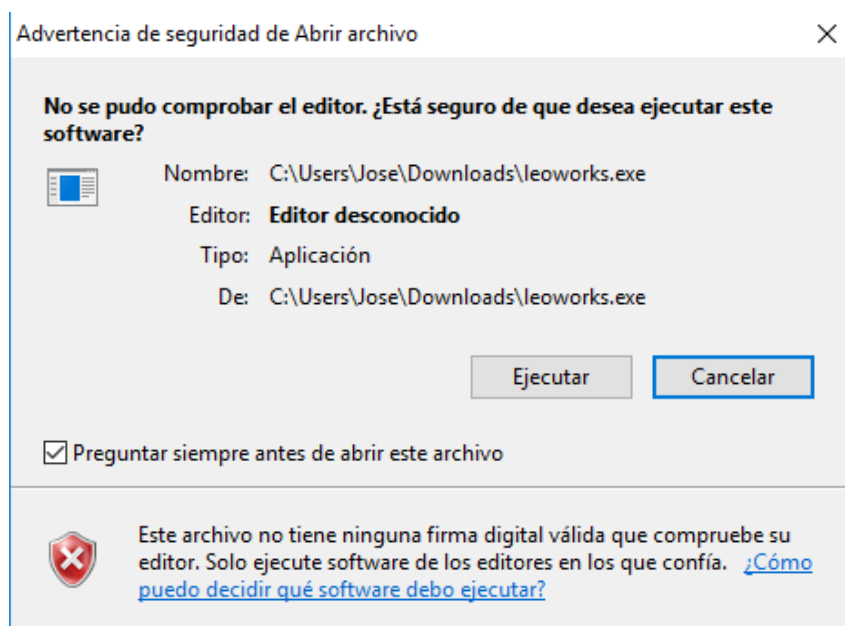 Advertencia de seguridad de Abrir archivo
No se pudo comprobar el editor. ¿Está seguro de que desea ejecutar este
software?
Nombre: C:\Users\Jose\Downloads\leoworks.exe
Editor: Editor desconocido
Tipo: Aplicación
De: C:\Users\Jose\Downloads\leoworks.exe
Ejecutar Cancelar
Preguntar siempre antes de abrir este archivo
Este archivo no tiene ninguna firma digital válida que compruebe su
editor. Solo ejecute software de los editores en los que confía. ¿Cómo
puedo decidir qué software debo ejecutar?